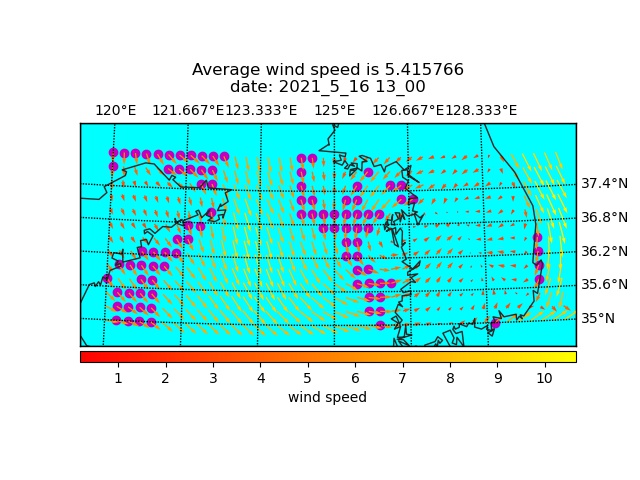 Average wind speed is 5.415766
date: 2021_5_16 13_00
120°E 121.667°E 123.333°E 125°E 126.667°E 128.333°E
37.4°N
36.8°N
36.2°N
35.6°N
35°N
1 2 3 4 5 6 7 8 9 10
wind speed